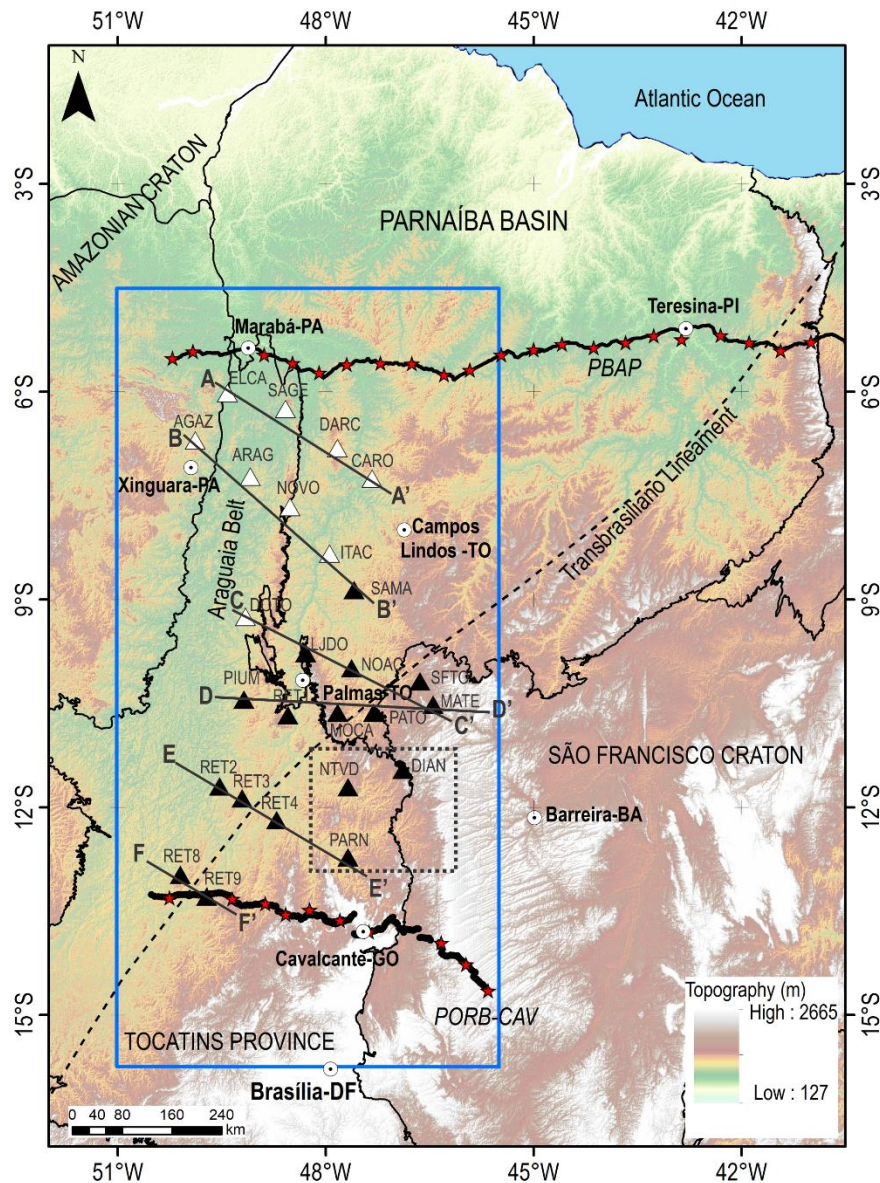 51°W 48°W 45°W 42°W
N
Atlantic Ocean
3°S 3°S
AMAZONIAN CRATON
PARNAÍBA BASIN
Teresina-PI
Marabá-PA
PBAP
6°S 6°S
A
ELCA
SAGE
AGAZ
B
DARC
ARAG
CARO
Xinguara-PA
A'
NOVO
Transbrasiliano Lineament
Campos
Lindos -TO
Araguaia Belt
ITAC
9°S 9°S
SAMA
B'
C
DOTO
LJDO
NOAC
PIUM
SFTO
D
Palmas-TO
MATE
D'
C'
PATO
MOCA
SÃO FRANCISCO CRATON
E
RET2
NTVD
DIAN
RET3
12°S 12°S
RET4
Barreira-BA
PARN
F
RET8
E'
RET9
F'
Cavalcante-GO
15°S 15°S
PORB-CAV
Topography (m)
High : 2665
Low : 127
TOCATINS PROVINCE
Brasília-DF
0 40 80 160 240
km
51°W 48°W 45°W 42°W